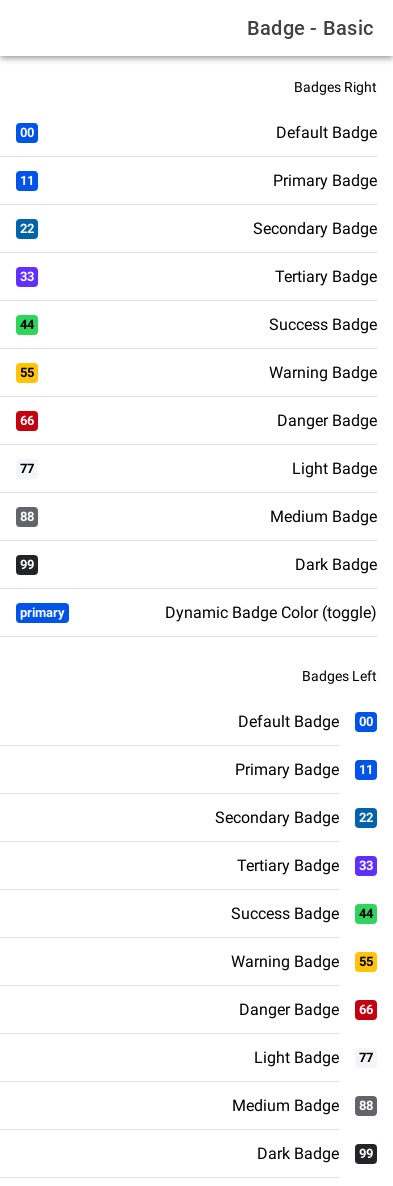 Badge - Basic
Badges Right
00 Default Badge
11 Primary Badge
22 Secondary Badge
33 Tertiary Badge
44 Success Badge
55 Warning Badge
66 Danger Badge
77 Light Badge
88 Medium Badge
99 Dark Badge
primary Dynamic Badge Color (toggle)
Badges Left
Default Badge 00
Primary Badge 11
Secondary Badge 22
Tertiary Badge 33
Success Badge 44
Warning Badge 55
Danger Badge 66
Light Badge 77
Medium Badge 88
Dark Badge 99